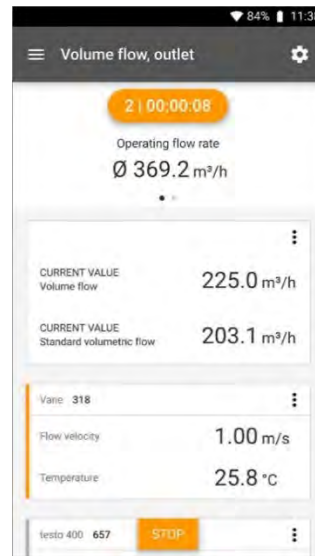 84% 11:38
Volume flow, outlet
2 | 00:00:08
Operating flow rate
Ø 369.2 m³/h
CURRENT VALUE
Volume flow
225.0 m³/h
CURRENT VALUE
Standard volumetric flow
203.1 m³/h
Vane 318
Flow velocity
1.00 m/s
Temperature
25.8 °C
testo 400 657
STOP